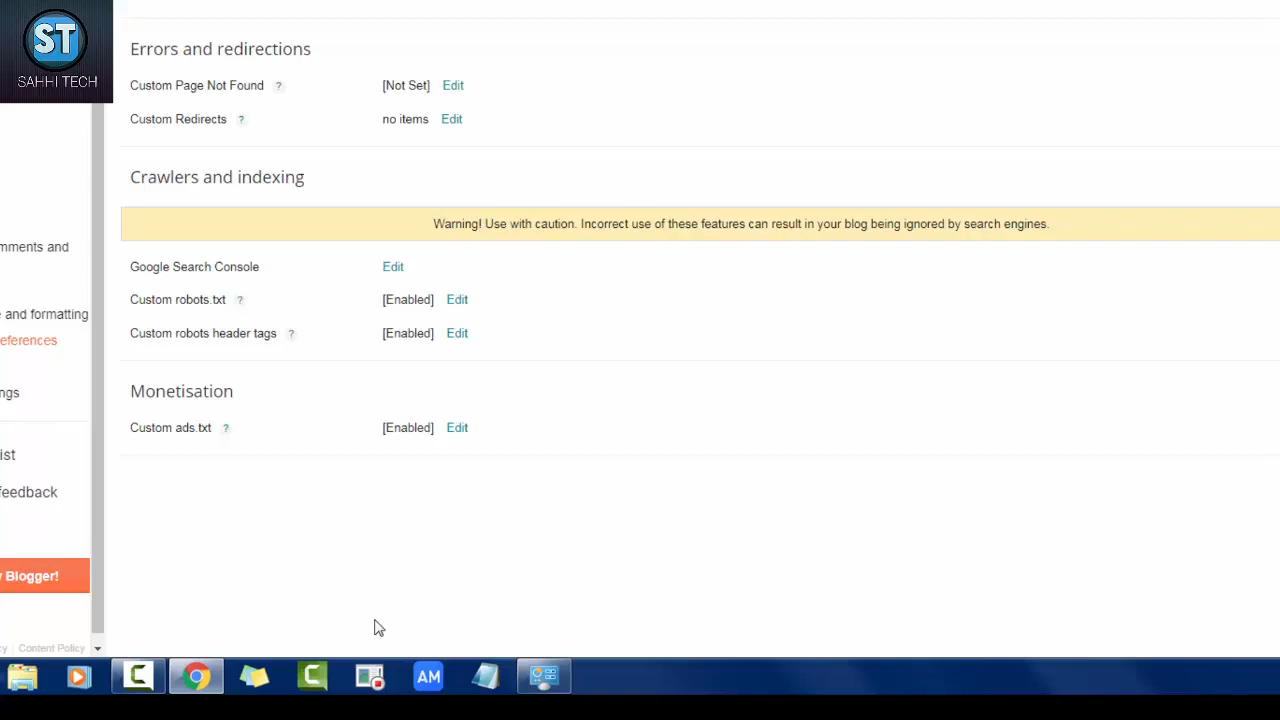 ST
SAHHI TECH
Errors and redirections
Custom Page Not Found ? [Not Set] Edit
Custom Redirects ? no items Edit
Crawlers and indexing
Warning! Use with caution. Incorrect use of these features can result in your blog being ignored by search engines.
mments and
Google Search Console Edit
Custom robots.txt ? [Enabled] Edit
e and formatting
Custom robots header tags ? [Enabled] Edit
eferences
Monetisation
ngs
Custom ads.txt ? [Enabled] Edit
ist
feedback
Blogger!
cy | Content Policy
AM